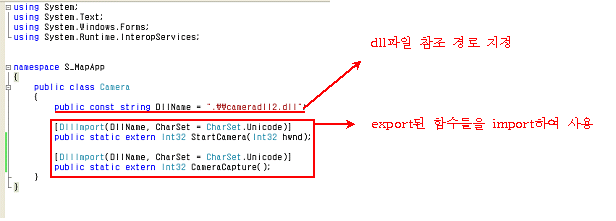 using System;
using System.Text;
using System.Windows.Forms;
using System.Runtime.InteropServices;
dll파일 참조 경로 지정
namespace S_MapApp
{
public class Camera
{
public const string DllName = ".₩₩cameradll2.dll"
[DllImport(DllName, CharSet = CharSet.Unicode)]
export된 함수들을 import하여 사용
public static extern Int32 StartCamera(Int32 hwnd);
[DllImport(DllName, CharSet = CharSet.Unicode)]
public static extern Int32 CameraCapture();
}
}